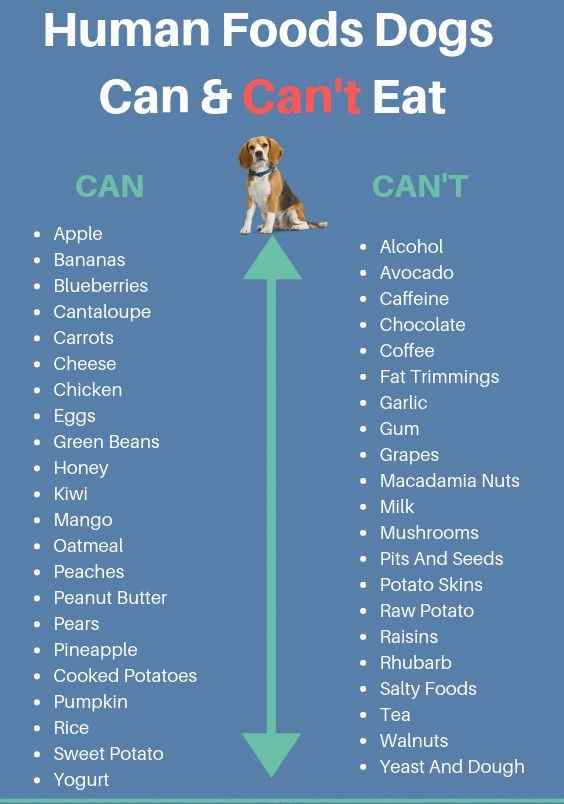 Human Foods Dogs
Can & Can't Eat
CAN
• Apple
• Bananas
• Blueberries
• Cantaloupe
• Carrots
• Cheese
• Chicken
• Eggs
• Green Beans
• Honey
• Kiwi
• Mango
• Oatmeal
• Peaches
• Peanut Butter
• Pears
• Pineapple
• Cooked Potatoes
• Pumpkin
• Rice
• Sweet Potato
• Yogurt
CAN'T
• Alcohol
• Avocado
• Caffeine
• Chocolate
• Coffee
• Fat Trimmings
• Garlic
• Gum
• Grapes
• Macadamia Nuts
• Milk
• Mushrooms
• Pits And Seeds
• Potato Skins
• Raw Potato
• Raisins
• Rhubarb
• Salty Foods
• Tea
• Walnuts
• Yeast And Dough